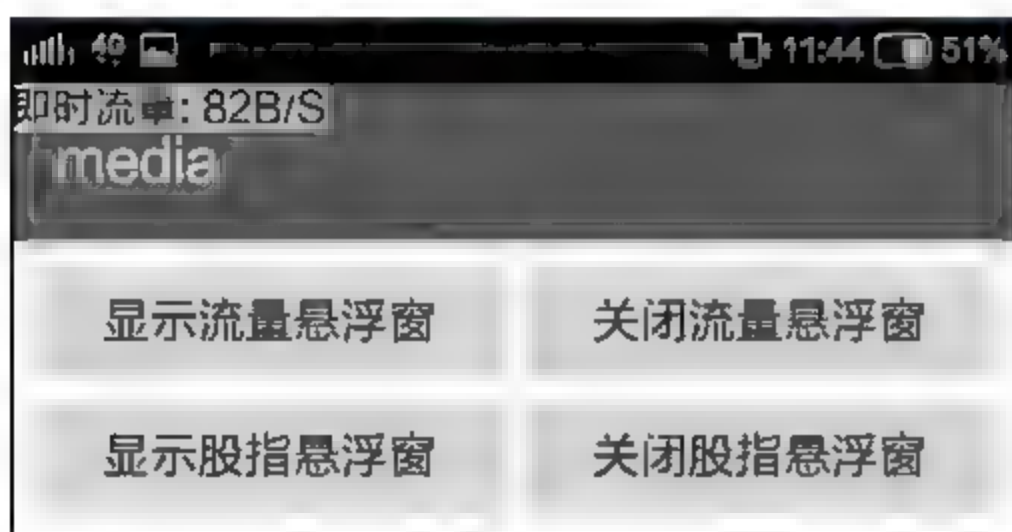 4G 11:44 51%
即时流量: 82B/S
media
显示流量悬浮窗 关闭流量悬浮窗
显示股指悬浮窗 关闭股指悬浮窗